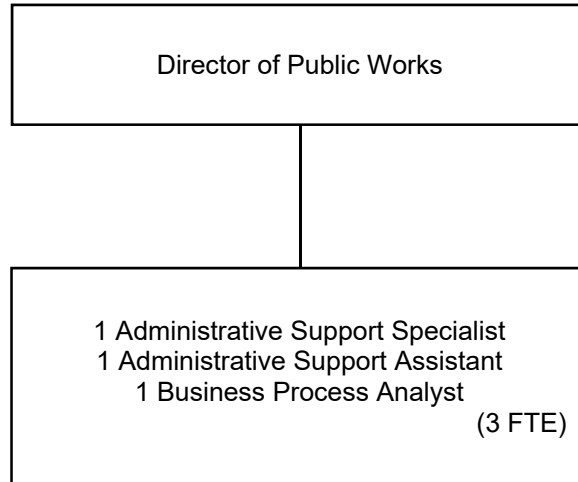 Director of Public Works
1 Administrative Support Specialist
1 Administrative Support Assistant
1 Business Process Analyst
(3 FTE)